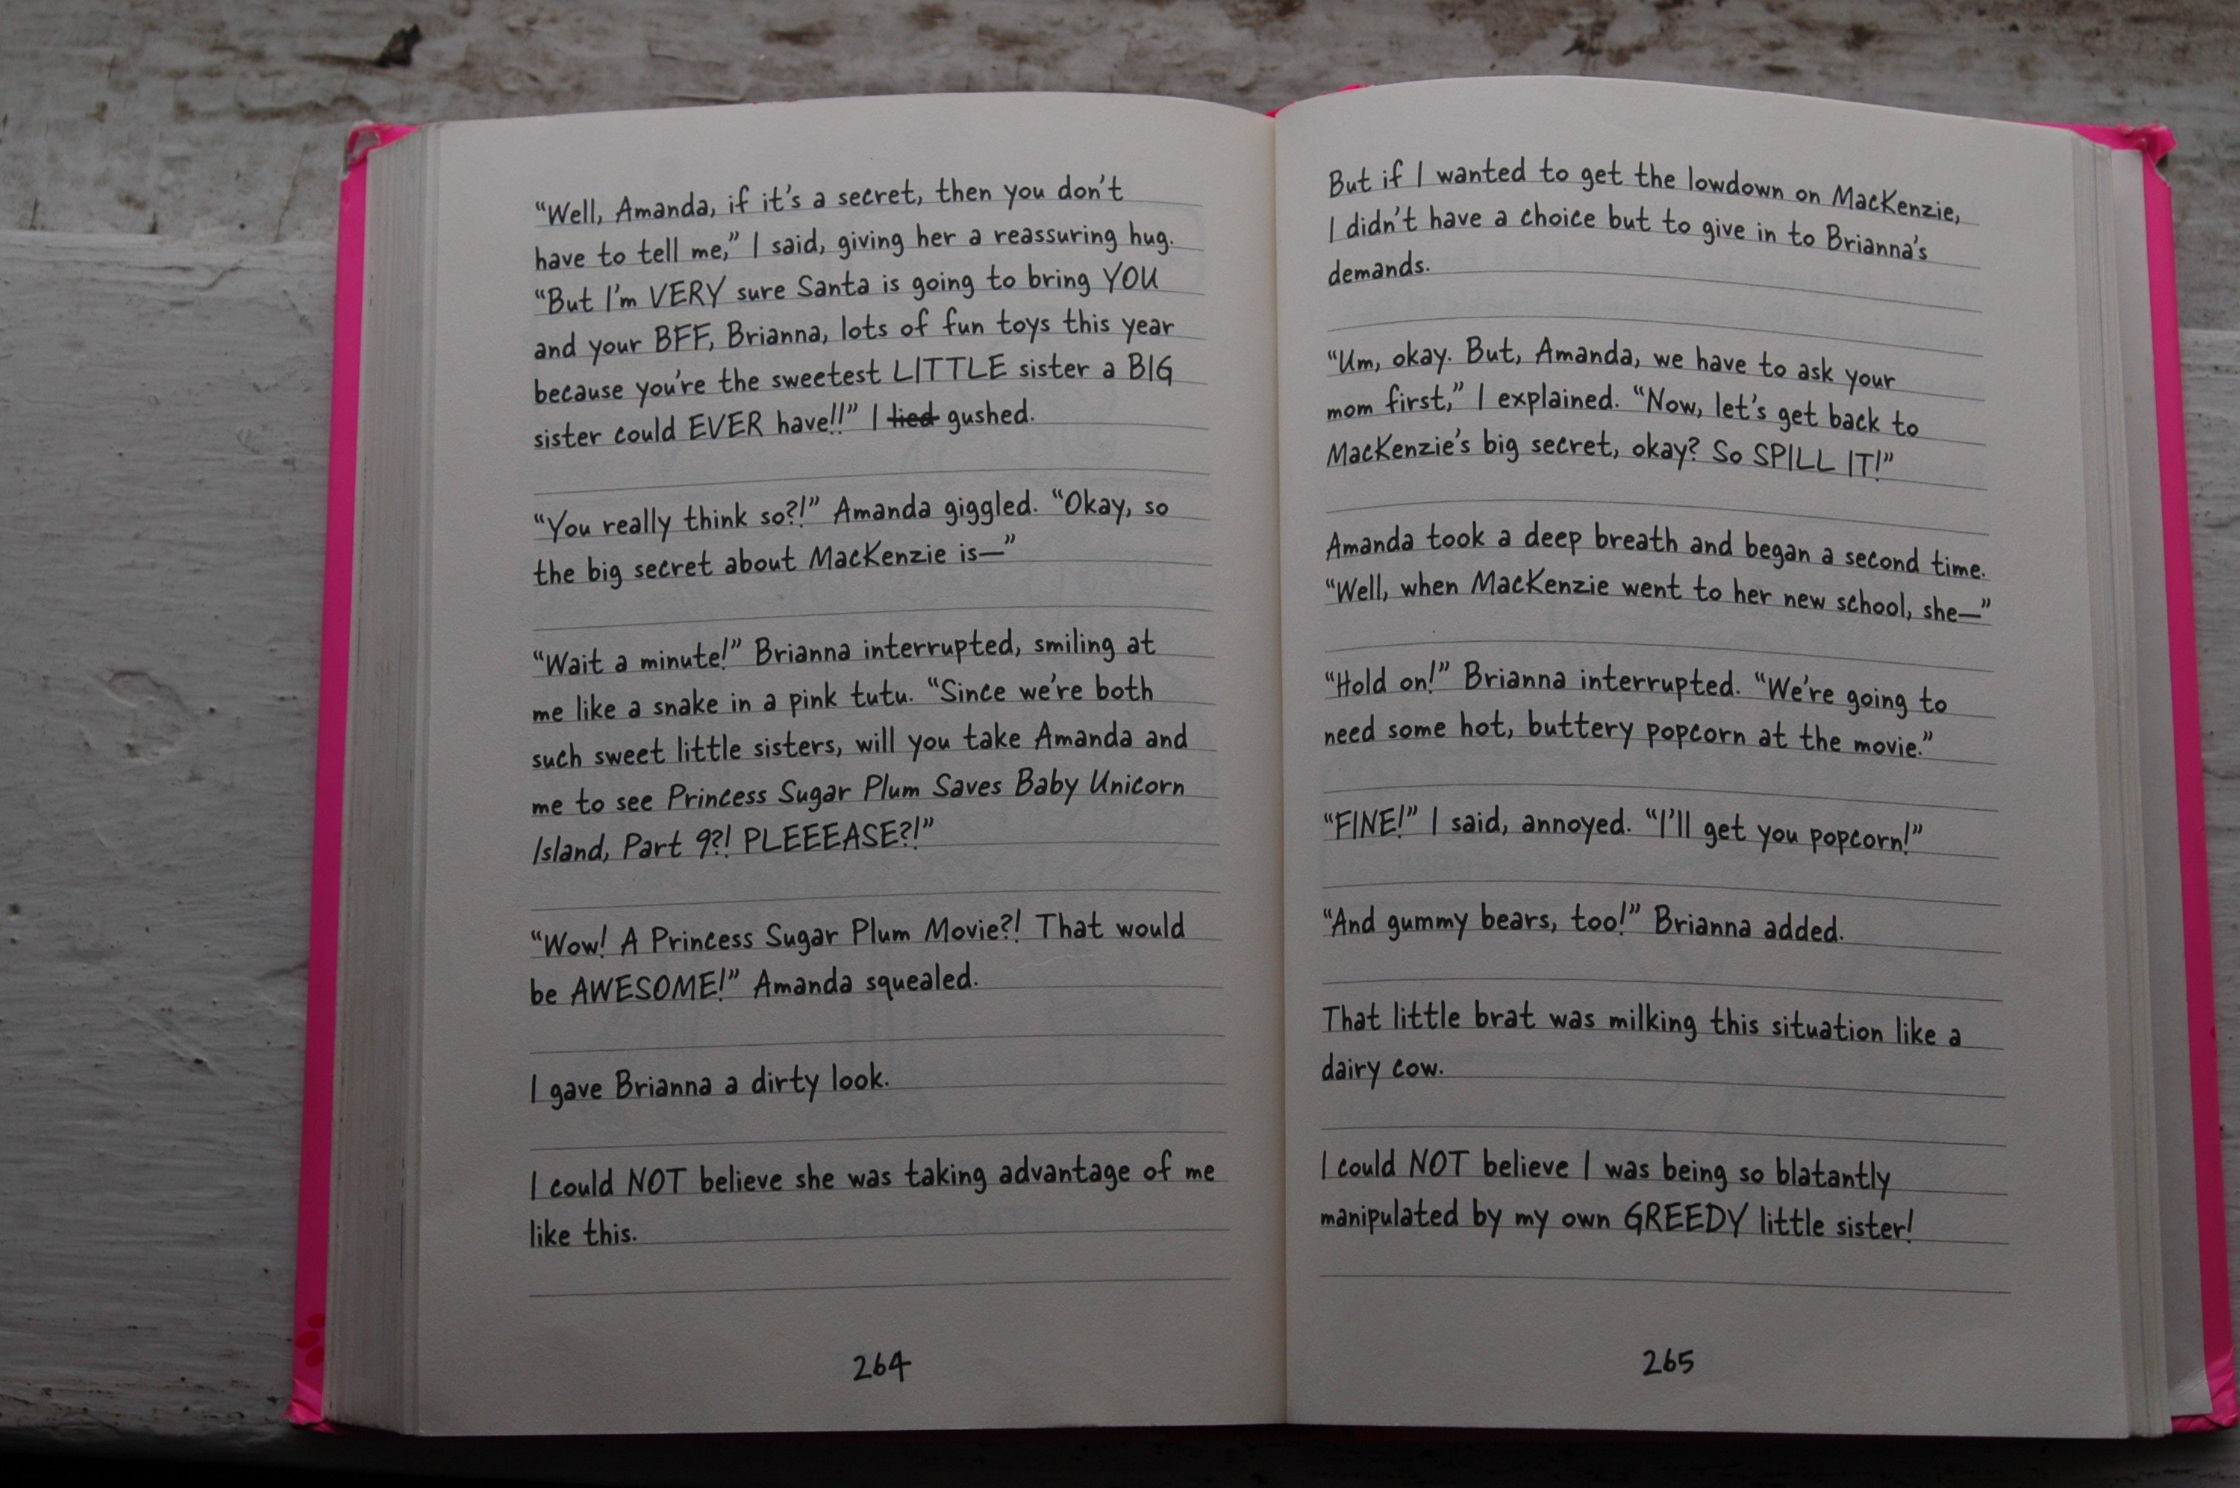 “Well, Amanda, if it’s a secret, then you don’t
have to tell me,” I said, giving her a reassuring hug.
“But I’m VERY sure Santa is going to bring YOU
and your BFF, Brianna, lots of fun toys this year
because you’re the sweetest LITTLE sister a BIG
sister could EVER have!!” I lied gushed.
“You really think so?!” Amanda giggled. “Okay, so
the big secret about MacKenzie is—”
“Wait a minute!” Brianna interrupted, smiling at
me like a snake in a pink tutu. “Since we’re both
such sweet little sisters, will you take Amanda and
me to see Princess Sugar Plum Saves Baby Unicorn
Island, Part 9?! PLEEEASE?!”
“Wow! A Princess Sugar Plum Movie?! That would
be AWESOME!” Amanda squealed.
I gave Brianna a dirty look.
I could NOT believe she was taking advantage of me
like this.
264
But if I wanted to get the lowdown on MacKenzie,
I didn’t have a choice but to give in to Brianna’s
demands.
“Um, okay. But, Amanda, we have to ask your
mom first,” I explained. “Now, let’s get back to
MacKenzie’s big secret, okay? So SPILL IT!”
Amanda took a deep breath and began a second time.
“Well, when MacKenzie went to her new school, she—”
“Hold on!” Brianna interrupted. “We’re going to
need some hot, buttery popcorn at the movie.”
“FINE!” I said, annoyed. “I’ll get you popcorn!”
“And gummy bears, too!” Brianna added.
That little brat was milking this situation like a
dairy cow.
I could NOT believe I was being so blatantly
manipulated by my own GREEDY little sister!
265